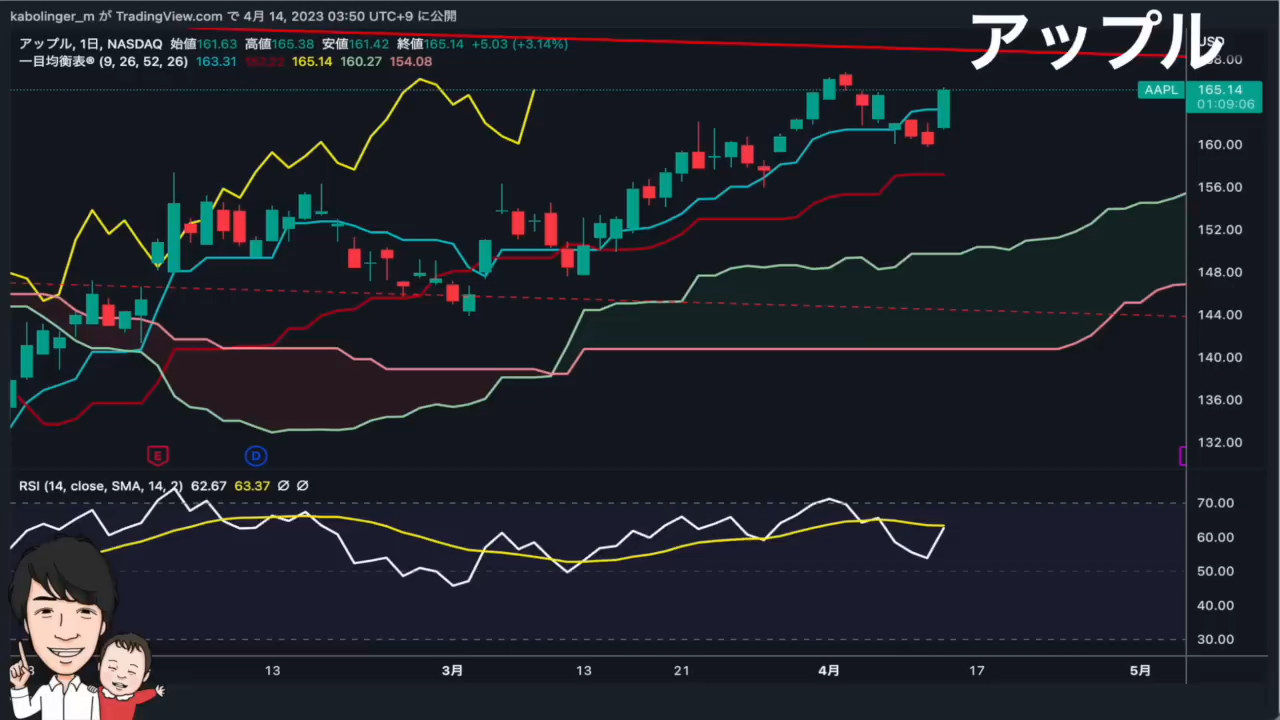 kabolinger_m が TradingView.com で 4月 14, 2023 03:50 UTC+9 に公開
アップル
アップル, 1日, NASDAQ 始値161.63 高値165.38 安値161.42 終値165.14 +5.03 (+3.14%)
一目均衡表® (9, 26, 52, 26) 163.31 165.14 160.27 154.08
USD
AAPL 165.14
01:09:06
160.00
156.00
152.00
148.00
144.00
140.00
136.00
132.00
E D
RSI (14, close, SMA, 14, 2) 62.67 63.37 ∅ ∅
70.00
60.00
50.00
40.00
30.00
13 3月 13 21 4月 17 5月